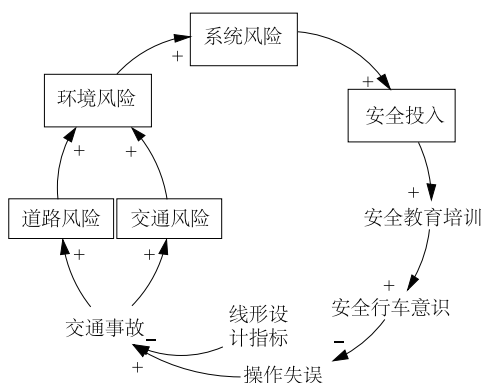 系统风险
+
+
环境风险
安全投入
+
+
+
道路风险
交通风险
安全教育培训
+
+
+
安全行车意识
交通事故
−
线形设
计指标
−
+
操作失误